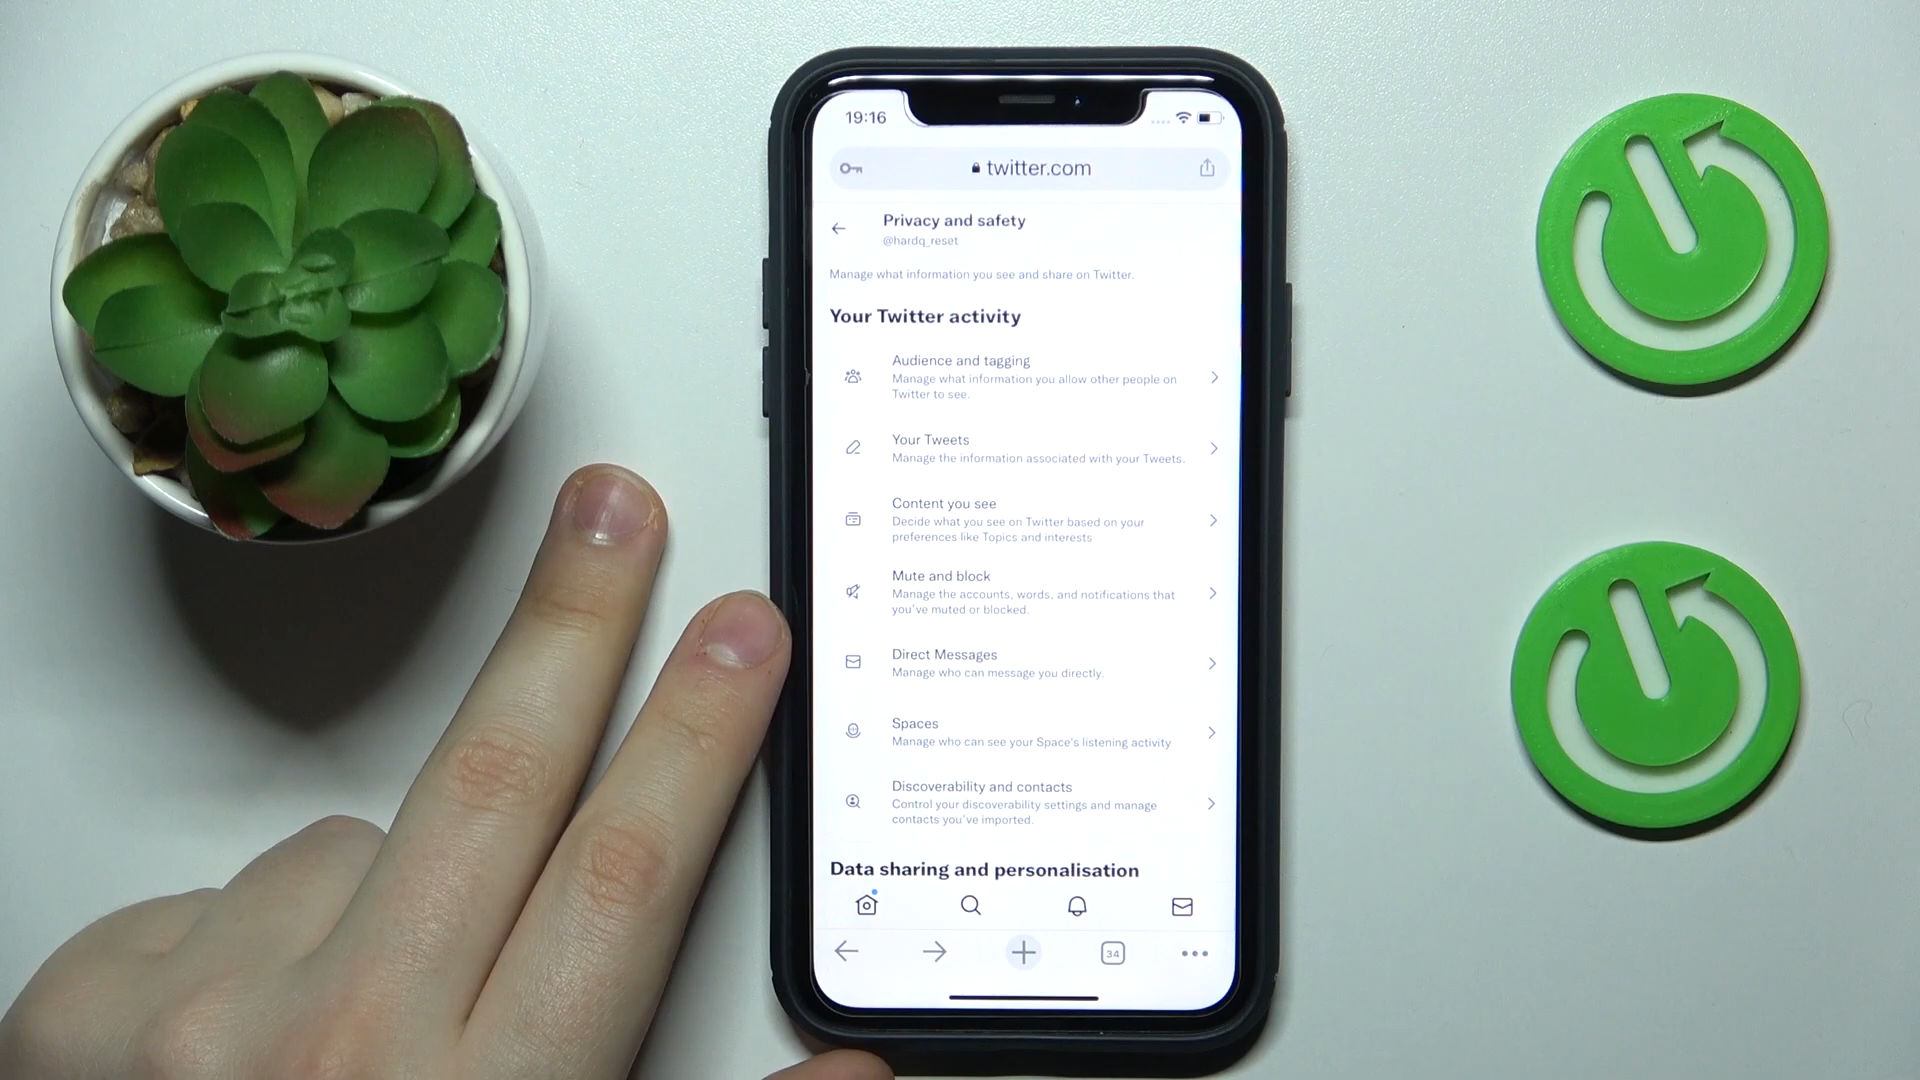 19:16
twitter.com
Privacy and safety
@hardq_reset
Manage what information you see and share on Twitter.
Your Twitter activity
Audience and tagging
Manage what information you allow other people on
Twitter to see.
Your Tweets
Manage the information associated with your Tweets.
Content you see
Decide what you see on Twitter based on your
preferences like Topics and interests
Mute and block
Manage the accounts, words, and notifications that
you've muted or blocked.
Direct Messages
Manage who can message you directly.
Spaces
Manage who can see your Space's listening activity
Discoverability and contacts
Control your discoverability settings and manage
contacts you've imported.
Data sharing and personalisation
34